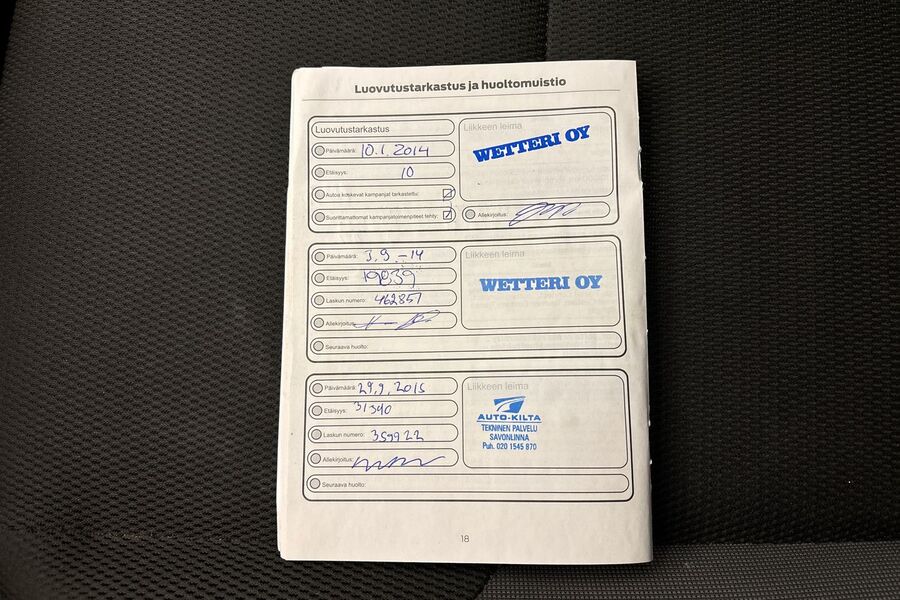 Luovutustarkastus ja huoltomuistio
Luovutustarkastus
Päivämäärä: 10.1.2014
Etäisyys: 10
Autoa koskevat kampanjat tarkastettu:
Suorittamattomat kampanjatoimenpiteet tehty:
Liikkeen leima
WETTERI OY
Allekirjoitus:
Päivämäärä: 3.9.-14
Etäisyys: 19839
Laskun numero: 462857
Allekirjoitus:
Seuraava huolto:
Liikkeen leima
WETTERI OY
Päivämäärä: 29.9.2015
Etäisyys: 31390
Laskun numero: 359922
Allekirjoitus:
Seuraava huolto:
Liikkeen leima
AUTO-KILTA
TEKNINEN PALVELU
SAVONLINNA
Puh. 020 1545 870
18